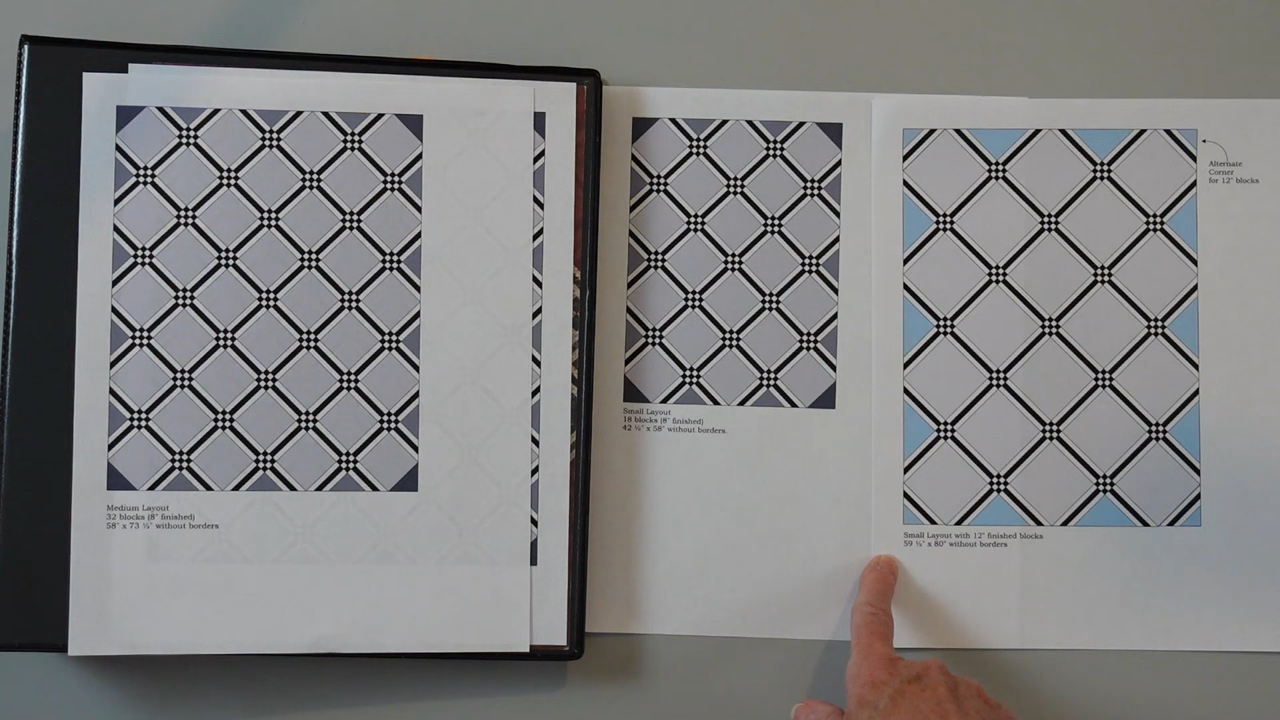 Medium Layout
32 blocks (8" finished)
58" x 73 ½" without borders
Small Layout
18 blocks (8" finished)
42 ½" x 58" without borders.
Alternate
Corner
for 12" blocks
Small Layout with 12" finished blocks
59 ¼" x 80" without borders